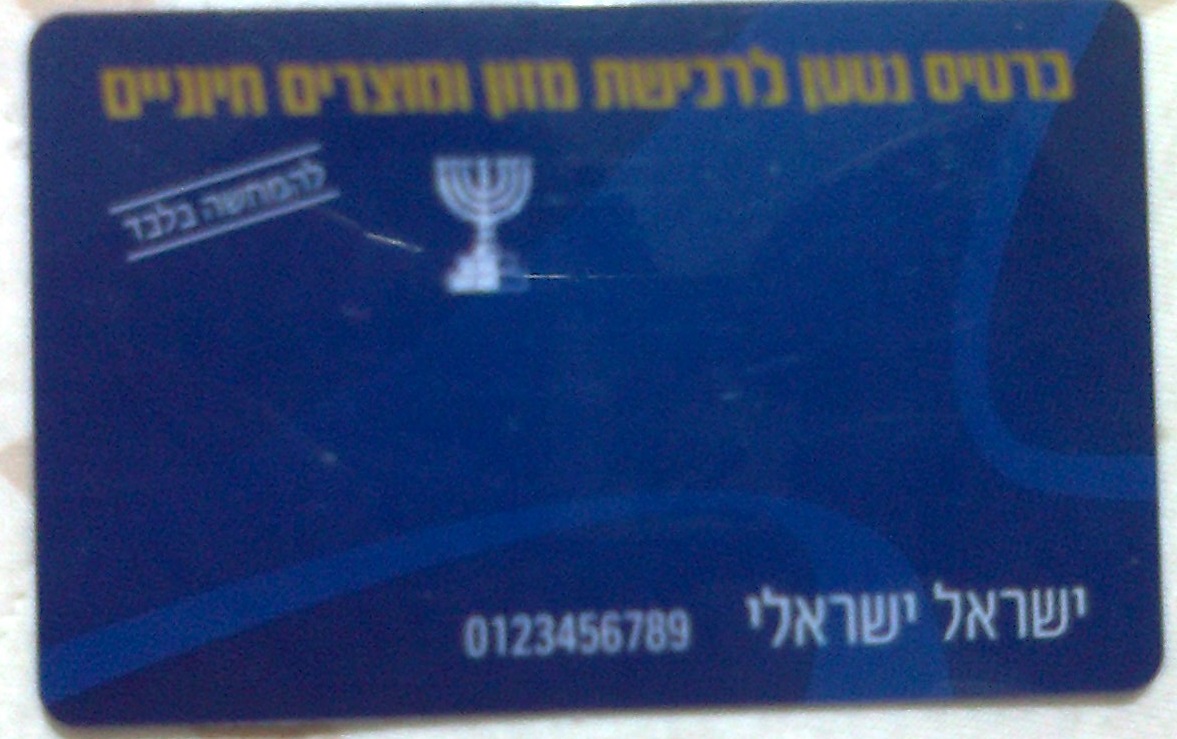 כרטיס נטען לרכישת מזון ומוצרים חיוניים
להמחשה בלבד
ישראל ישראלי 0123456789